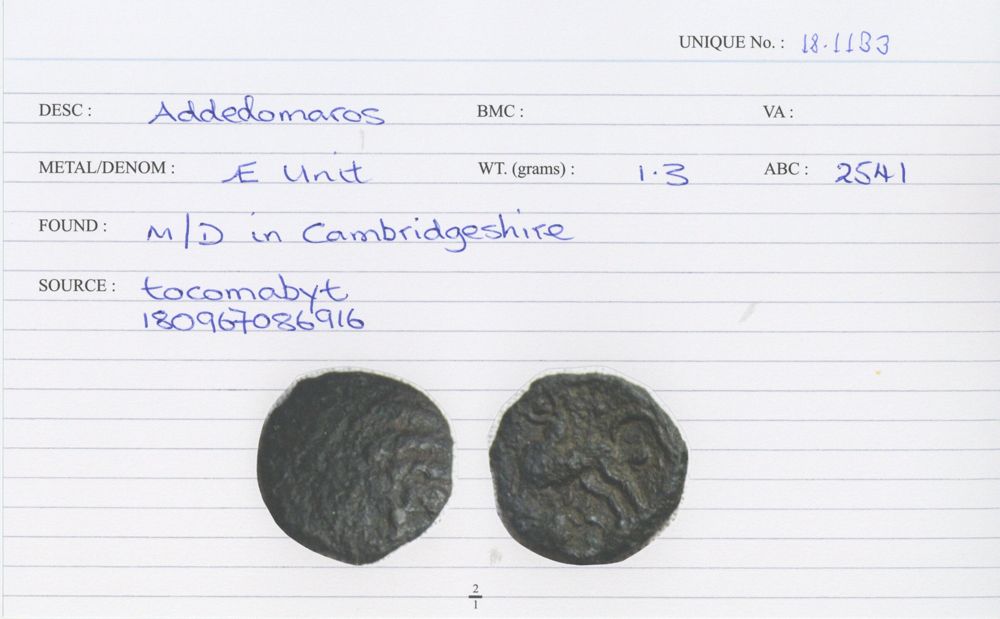 UNIQUE No. : 18.1133
DESC : Addedomaros BMC : VA :
METAL/DENOM : Æ Unit WT. (grams) : 1.3 ABC : 2541
FOUND : M/D in Cambridgeshire
SOURCE : tocomabyt
180967086916
2
1